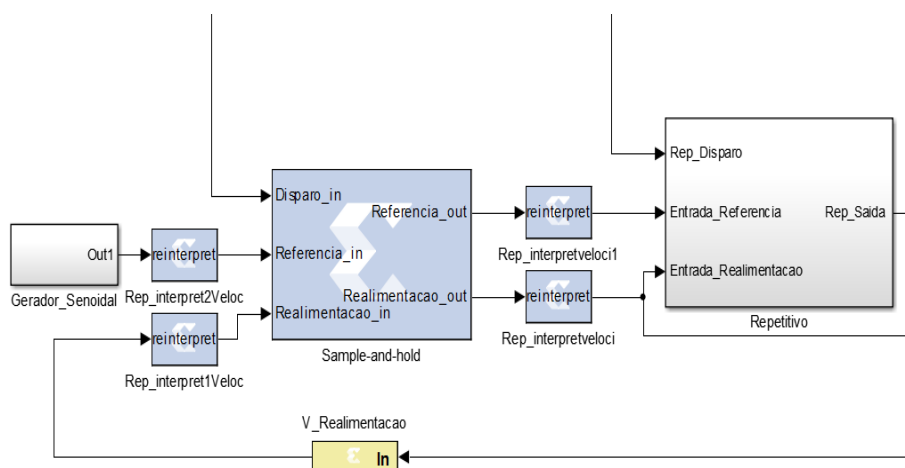 Disparo_in
Referencia_in
Realimentacao_in
Referencia_out
Realimentacao_out
Sample-and-hold
Out1
Gerador_Senoidal
reinterpret
Rep_interpret2Veloc
reinterpret
Rep_interpret1Veloc
reinterpret
Rep_interpretveloci1
reinterpret
Rep_interpretveloci
Rep_Disparo
Entrada_Referencia
Entrada_Realimentacao
Rep_Saida
Repetitivo
V_Realimentacao
In